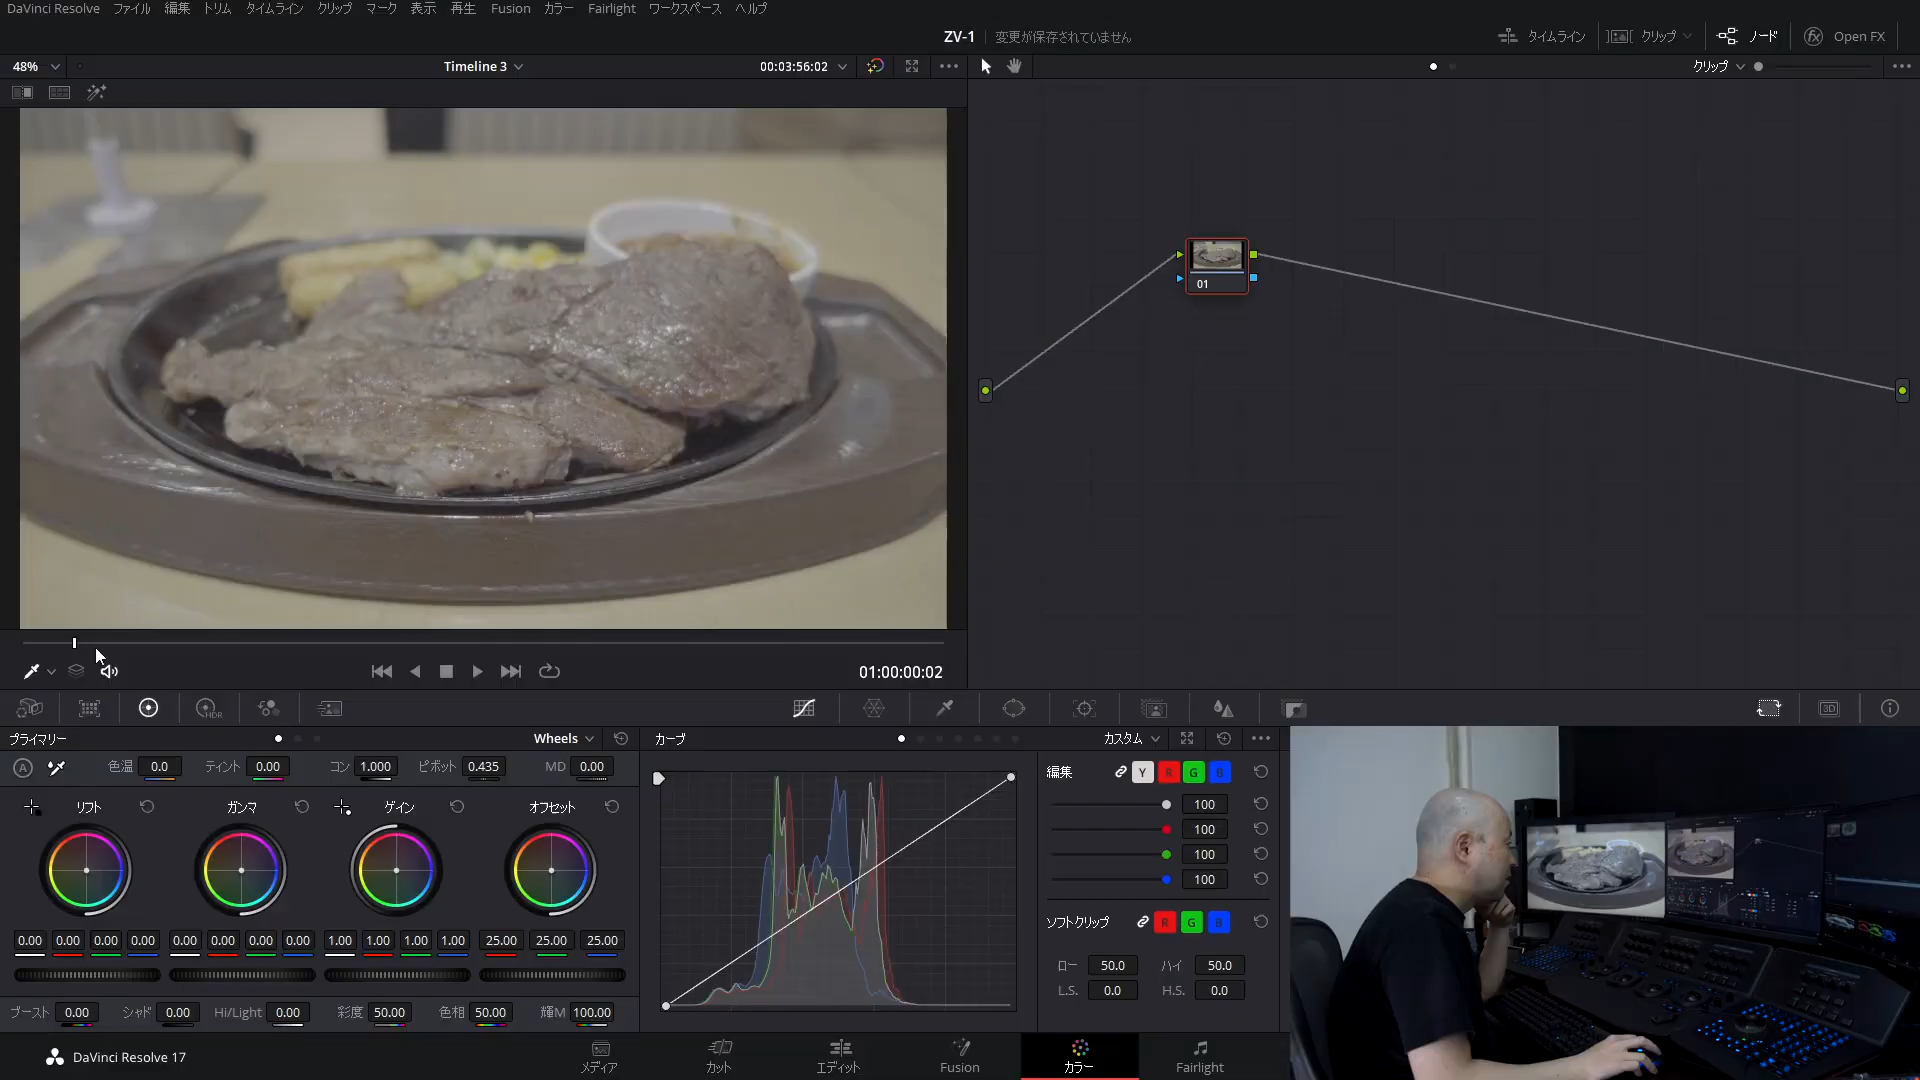 DaVinci Resolve ファイル 編集 トリム タイムライン クリップ マーク 表示 再生 Fusion カラー Fairlight ワークスペース ヘルプ
ZV-1 変更が保存されていません
タイムライン クリップ ノード Open FX
48% Timeline 3 00:03:56:02
クリップ
01
01:00:00:02
HDR
3D
プライマリー Wheels
カーブ カスタム
A 色温 0.0 ティント 0.00 コン 1.000 ピボット 0.435 MD 0.00
リフト ガンマ ゲイン オフセット
0.00 0.00 0.00 0.00 0.00 0.00 0.00 0.00 1.00 1.00 1.00 1.00 25.00 25.00 25.00
ブースト 0.00 シャド 0.00 Hi/Light 0.00 彩度 50.00 色相 50.00 輝M 100.00
編集 Y R G B
100
100
100
100
ソフトクリップ R G B
ロー 50.0 ハイ 50.0
L.S. 0.0 H.S. 0.0
DaVinci Resolve 17
メディア カット エディット Fusion カラー Fairlight